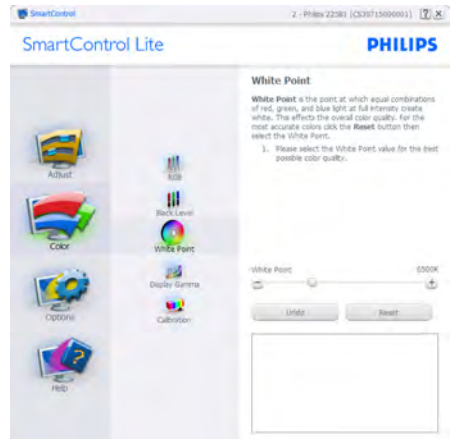 SmartControl
2 - Philips 225B1 (CS30715000001)
SmartControl Lite
PHILIPS
White Point
White Point is the point at which equal combinations
of red, green, and blue light at full intensity create
white. This effects the overall color quality. For the
most accurate colors click the Reset button then
select the White Point.
1. Please select the White Point value for the best
possible color quality.
Adjust
Color
Options
Help
RGB
Black Level
White Point
Display Gamma
Calibration
White Point
6500K
Undo
Reset